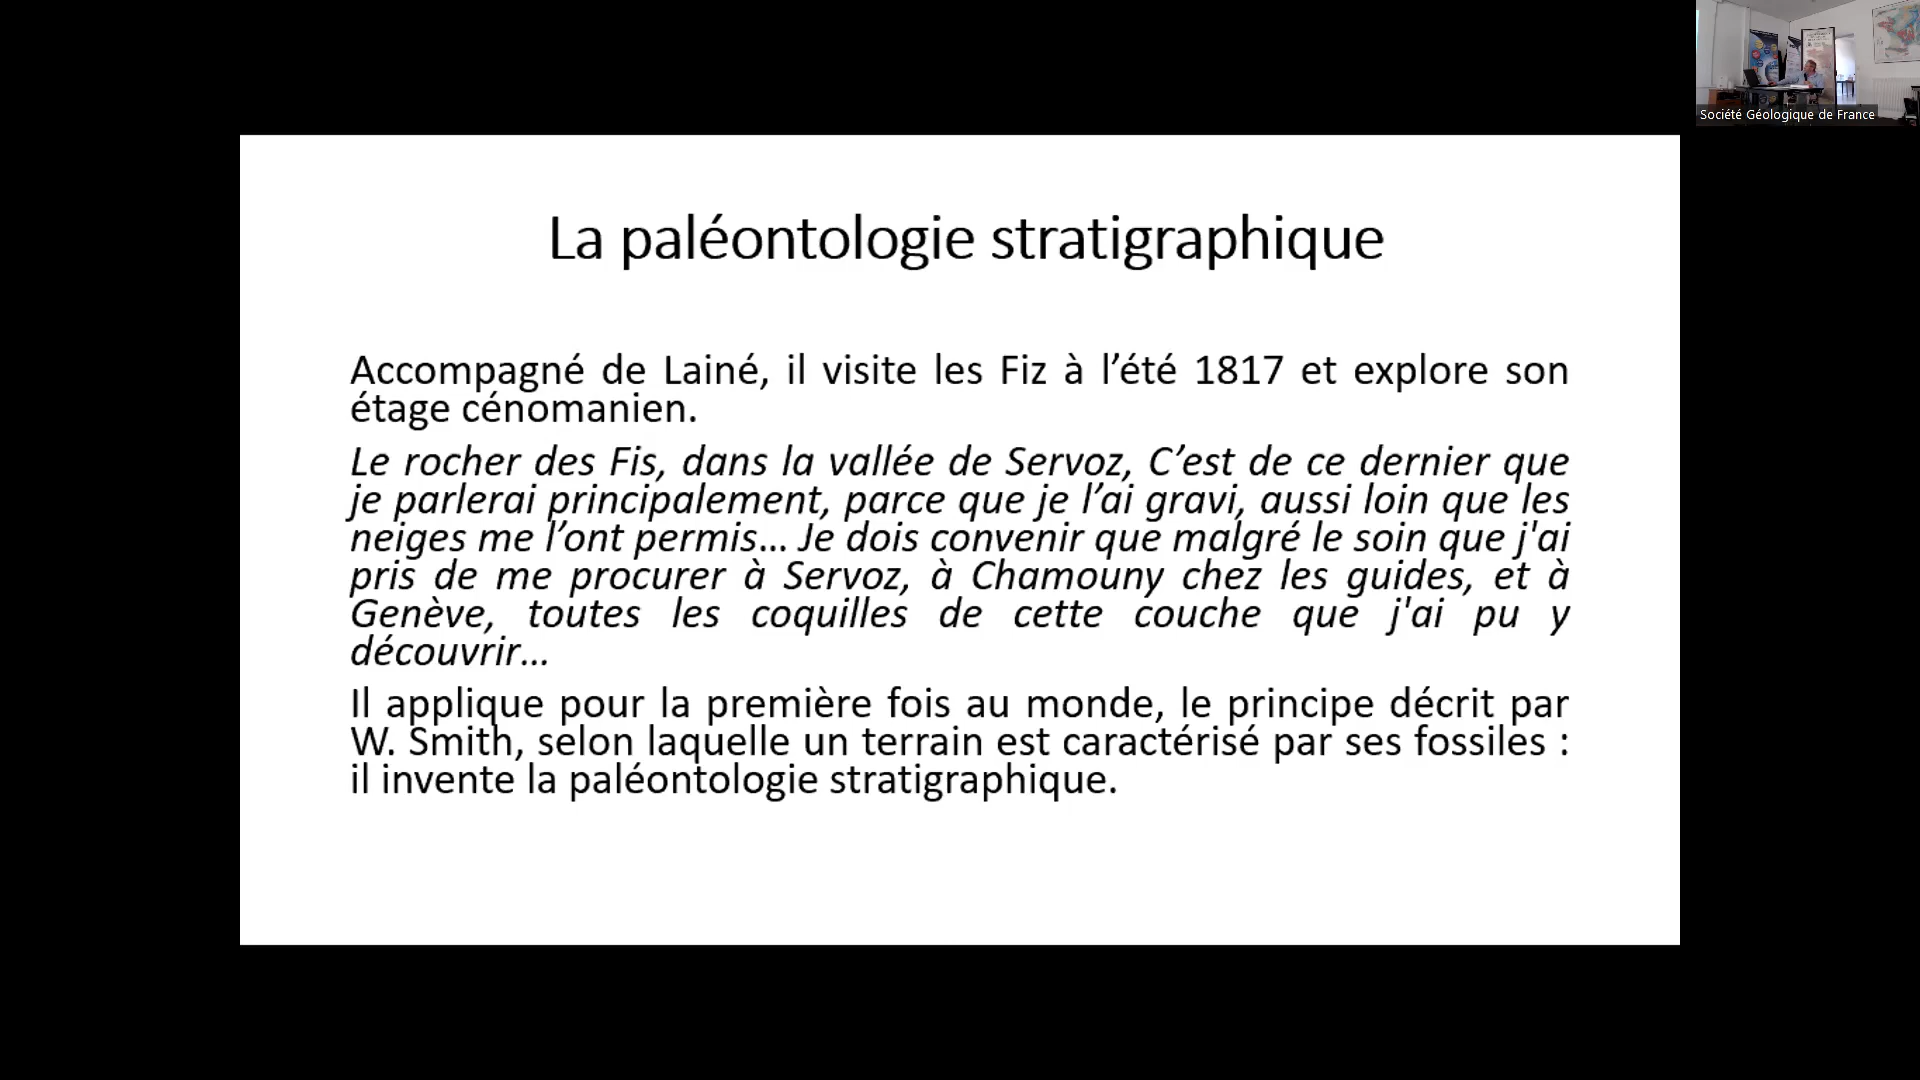 Société Géologique de France
La paléontologie stratigraphique
Accompagné de Lainé, il visite les Fiz à l’été 1817 et explore son
étage cénomanien.
Le rocher des Fis, dans la vallée de Servoz, C’est de ce dernier que
je parlerai principalement, parce que je l’ai gravi, aussi loin que les
neiges me l’ont permis… Je dois convenir que malgré le soin que j'ai
pris de me procurer à Servoz, à Chamouny chez les guides, et à
Genève, toutes les coquilles de cette couche que j'ai pu y
découvrir…
Il applique pour la première fois au monde, le principe décrit par
W. Smith, selon laquelle un terrain est caractérisé par ses fossiles :
il invente la paléontologie stratigraphique.